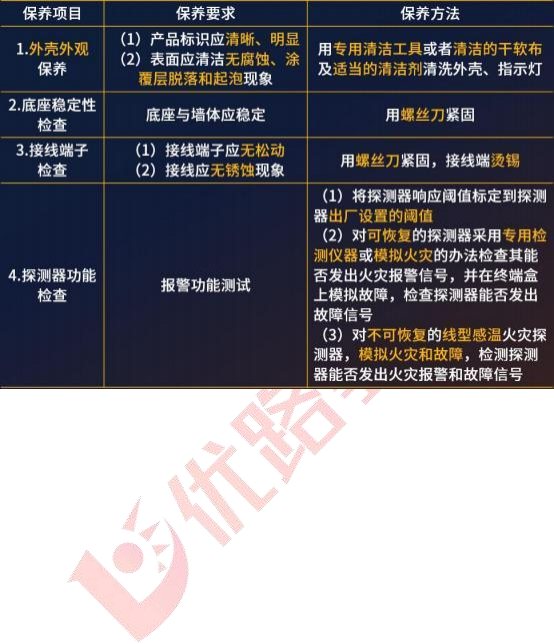 保养项目 保养要求 保养方法
1.外壳外观
保养
（1）产品标识应清晰、明显
（2）表面应清洁无腐蚀、涂
覆层脱落和起泡现象
用专用清洁工具或者清洁的干软布
及适当的清洁剂清洗外壳、指示灯
2.底座稳定性
检查
底座与墙体应稳定
用螺丝刀紧固
3.接线端子
检查
（1）接线端子应无松动
（2）接线应无锈蚀现象
用螺丝刀紧固，接线端烫锡
4.探测器功能
检查
报警功能测试
（1）将探测器响应阈值标定到探测
器出厂设置的阈值
（2）对可恢复的探测器采用专用检
测仪器或模拟火灾的办法检查其能
否发出火灾报警信号，并在终端盒
上模拟故障，检查探测器能否发出
故障信号
（3）对不可恢复的线型感温火灾探
测器，模拟火灾和故障，检测探测
器能否发出火灾报警和故障信号
优路